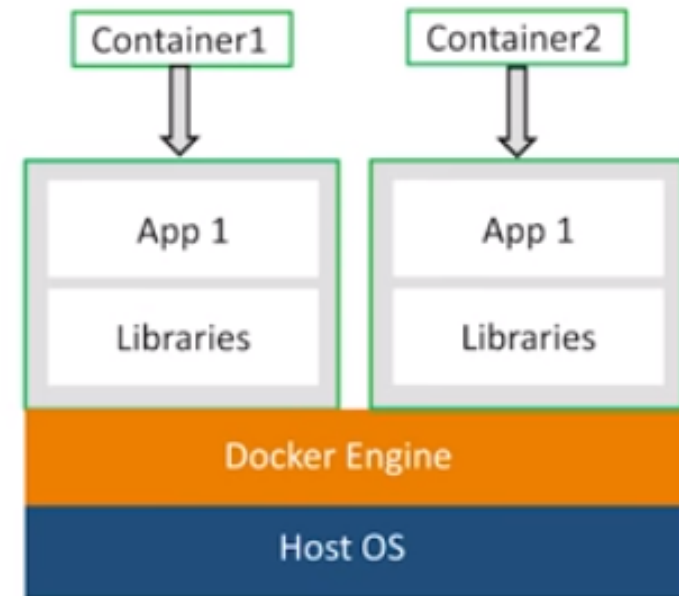 Container1
Container2
App 1
App 1
Libraries
Libraries
Docker Engine
Host OS